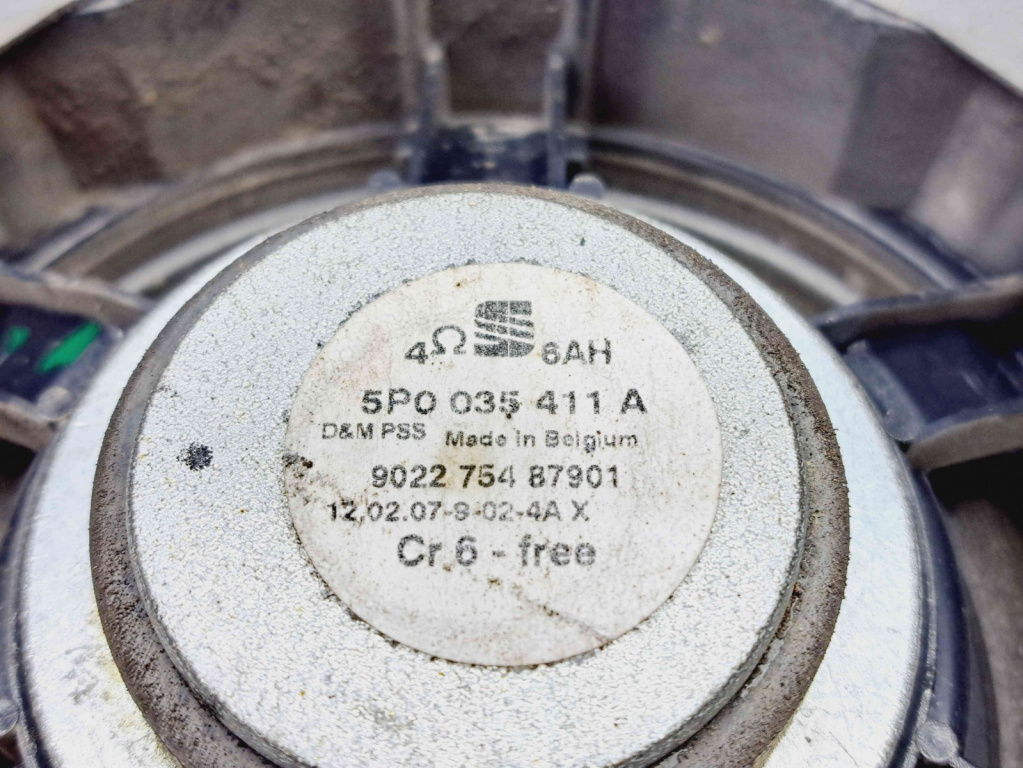 4Ω 6AH
5P0 035 411 A
D&M PSS Made in Belgium
9022 754 87901
12.02.07-9-02-4A X
Cr.6 - free